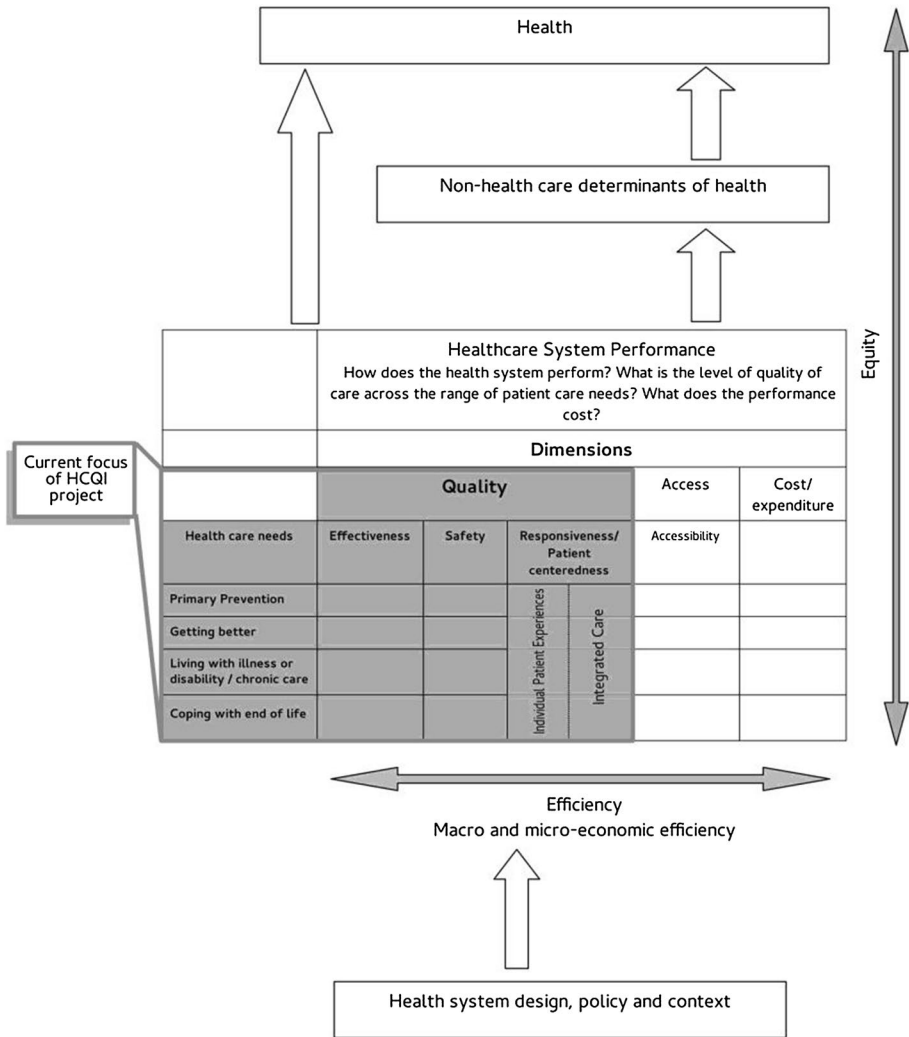 Health
Non-health care determinants of health
Healthcare System Performance
How does the health system perform? What is the level of quality of
care across the range of patient care needs? What does the performance
cost?
Equity
Dimensions
Current focus
of HCQI
project
Quality
Access
Cost/
expenditure
Health care needs
Effectiveness
Safety
Responsiveness/
Patient
centeredness
Accessibility
Primary Prevention
Getting better
Living with illness or
disability / chronic care
Coping with end of life
Individual Patient Experiences
Integrated Care
Efficiency
Macro and micro-economic efficiency
Health system design, policy and context